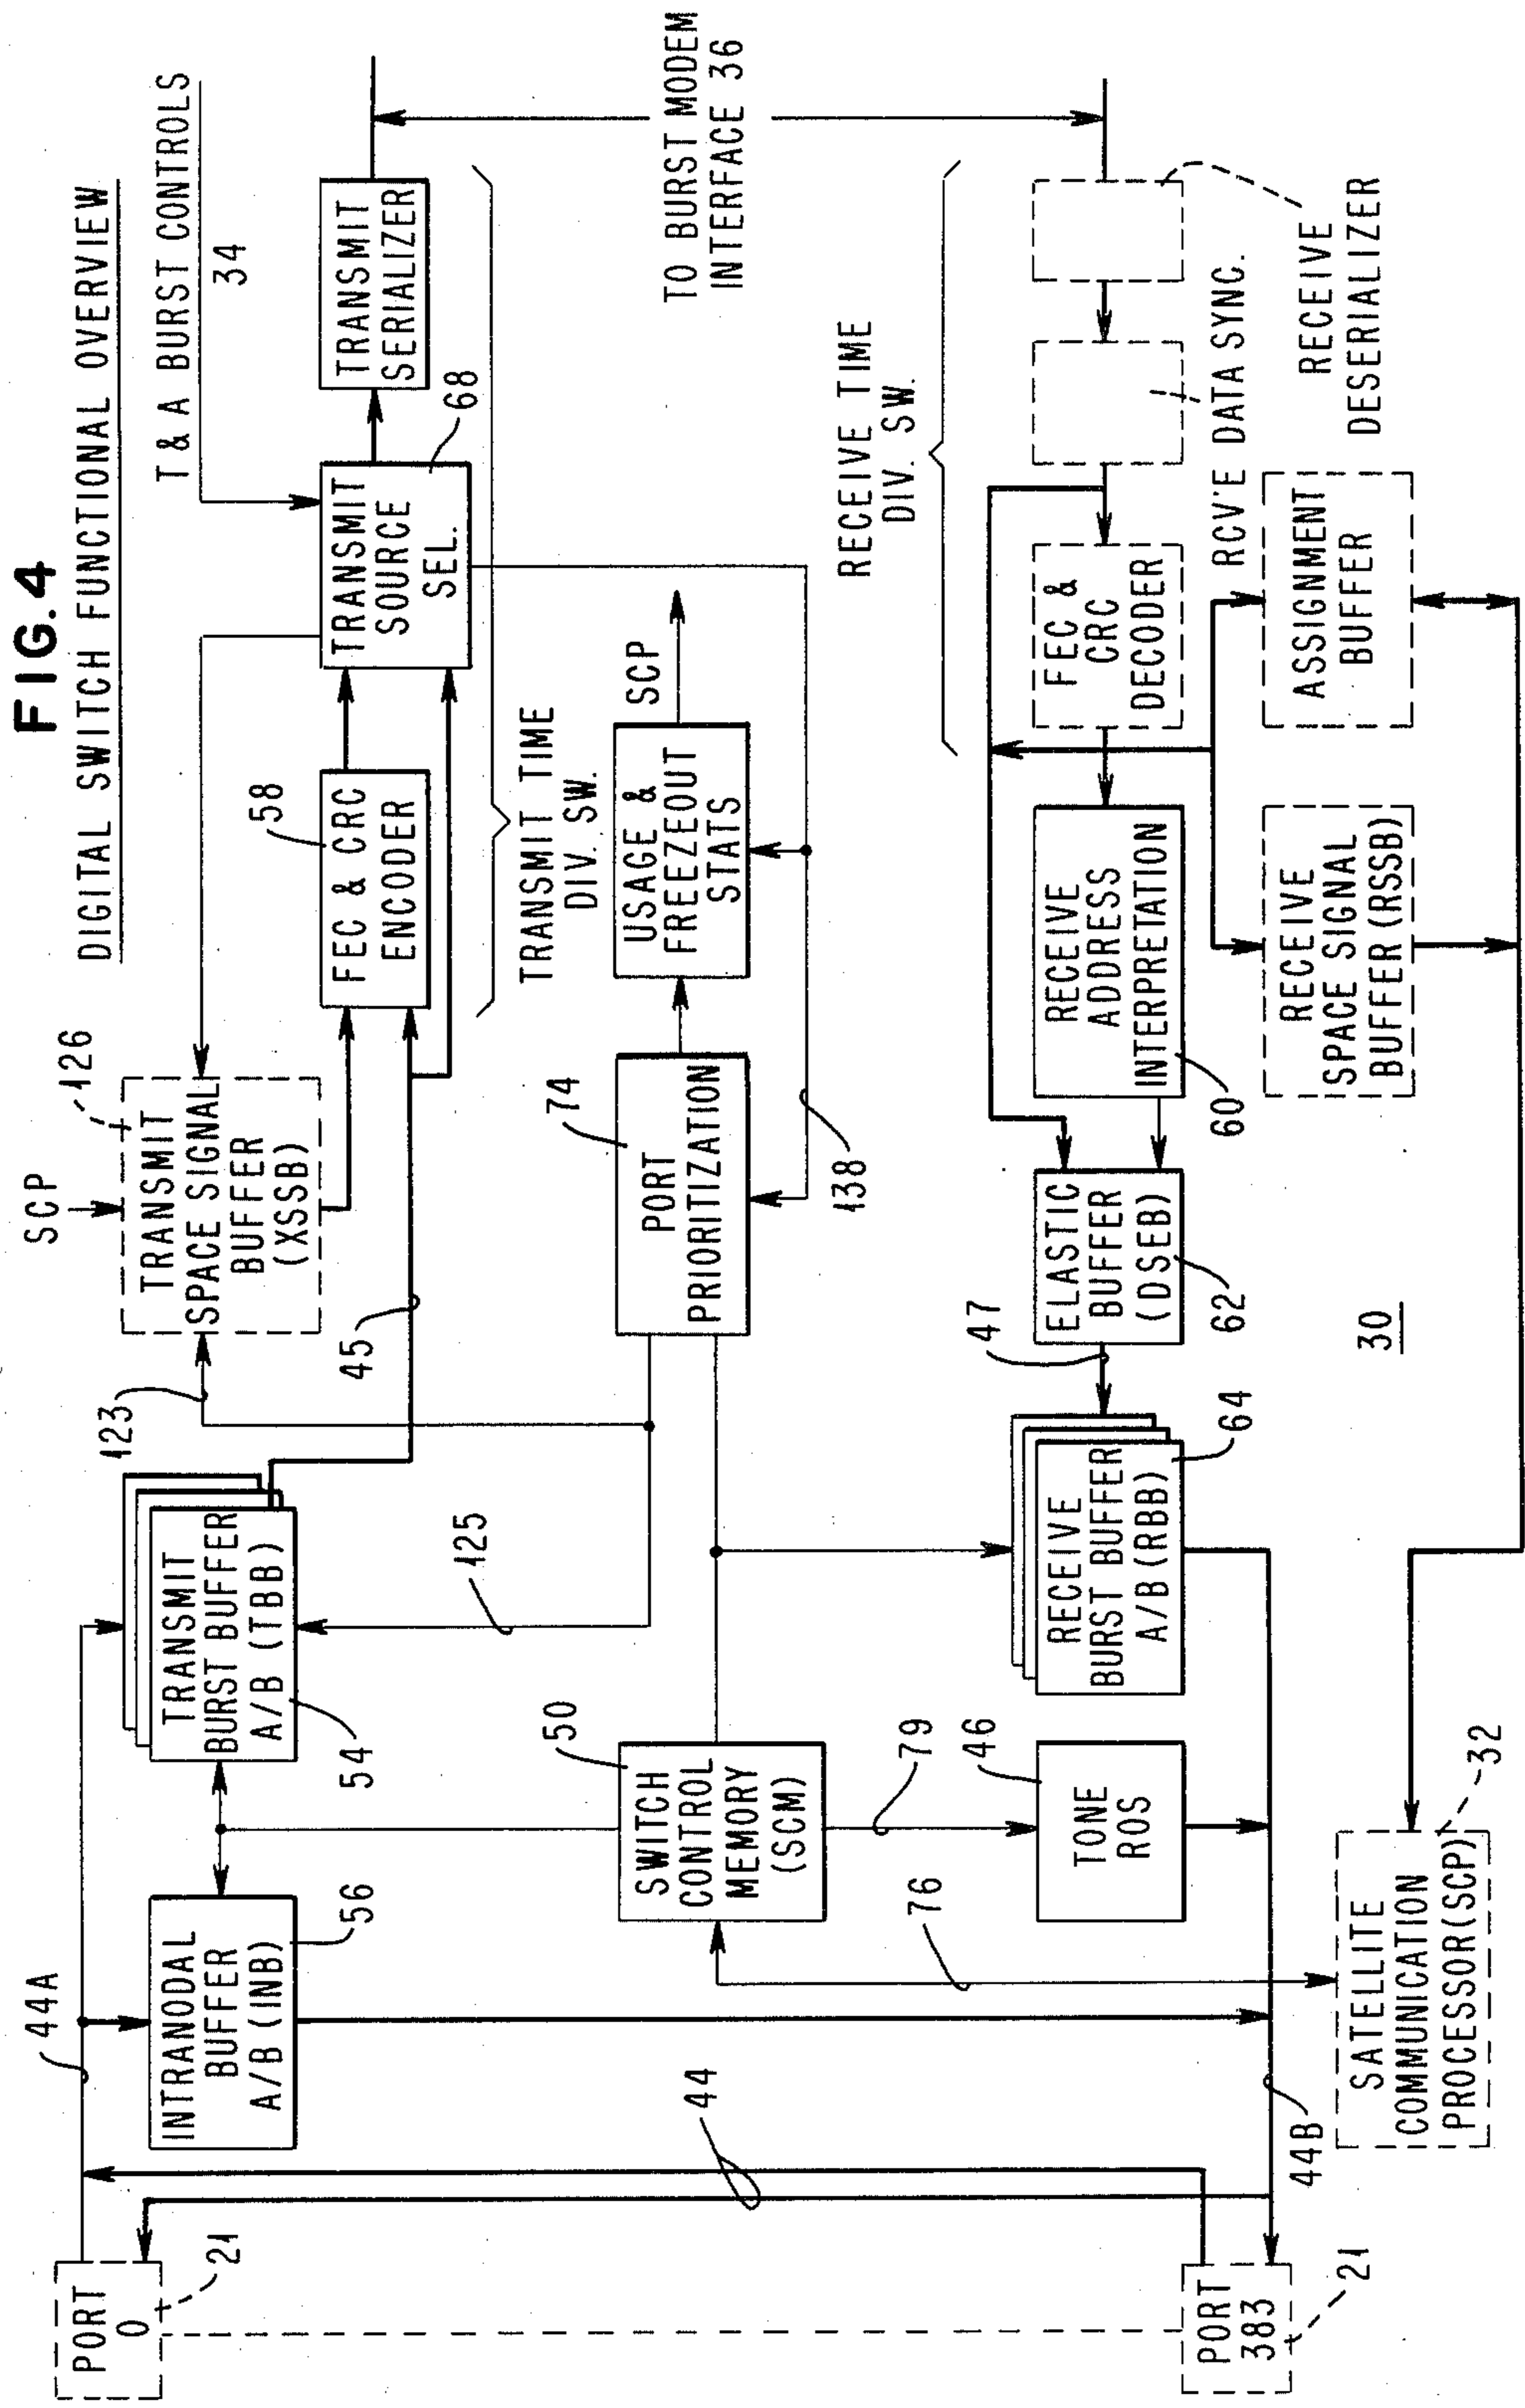 FIG.4
DIGITAL SWITCH FUNCTIONAL OVERVIEW
T & A BURST CONTROLS
34
SCP
126
TRANSMIT
SPACE SIGNAL
BUFFER
(XSSB)
123
44A
TRANSMIT
BURST BUFFER
A/B (TBB)
54
INTRANODAL
BUFFER
A/B (INB)
56
PORT
0
21
45
58
FEC & CRC
ENCODER
TRANSMIT
SOURCE
SEL.
68
TRANSMIT
SERIALIZER
TRANSMIT TIME
DIV. SW.
125
50
SWITCH
CONTROL
MEMORY
(SCM)
74
PORT
PRIORITIZATION
USAGE &
FREEZEOUT
STATS
SCP
138
TO BURST MODEM
INTERFACE 36
44
76
79
46
TONE
ROS
RECEIVE
BURST BUFFER
A/B (RBB)
64
47
ELASTIC
BUFFER
(DSEB)
62
RECEIVE
ADDRESS
INTERPRETATION
60
FEC &
CRC
DECODER
RECEIVE TIME
DIV. SW.
RCV'E DATA SYNC.
RECEIVE
DESERIALIZER
PORT
383
21
44B
SATELLITE
COMMUNICATION
PROCESSOR(SCP)
32
RECEIVE
SPACE SIGNAL
BUFFER (RSSB)
ASSIGNMENT
BUFFER
30